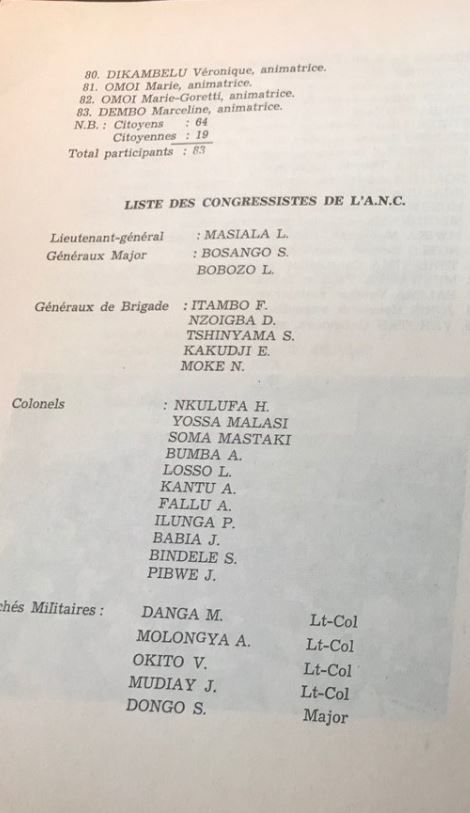 80. DIKAMBELU Véronique, animatrice.
81. OMOI Marie, animatrice.
82. OMOI Marie-Goretti, animatrice.
83. DEMBO Marceline, animatrice.
N.B. : Citoyens : 64
Citoyennes : 19
Total participants : 83
LISTE DES CONGRESSISTES DE L'A.N.C.
Lieutenant-général : MASIALA L.
Généraux Major : BOSANGO S.
BOBOZO L.
Généraux de Brigade : ITAMBO F.
NZOIGBA D.
TSHINYAMA S.
KAKUDJI E.
MOKE N.
Colonels : NKULUFA H.
YOSSA MALASI
SOMA MASTAKI
BUMBA A.
LOSSO L.
KANTU A.
FALLU A.
ILUNGA P.
BABIA J.
BINDELE S.
PIBWE J.
chés Militaires : DANGA M. Lt-Col
MOLONGYA A. Lt-Col
OKITO V. Lt-Col
MUDIAY J. Lt-Col
DONGO S. Major